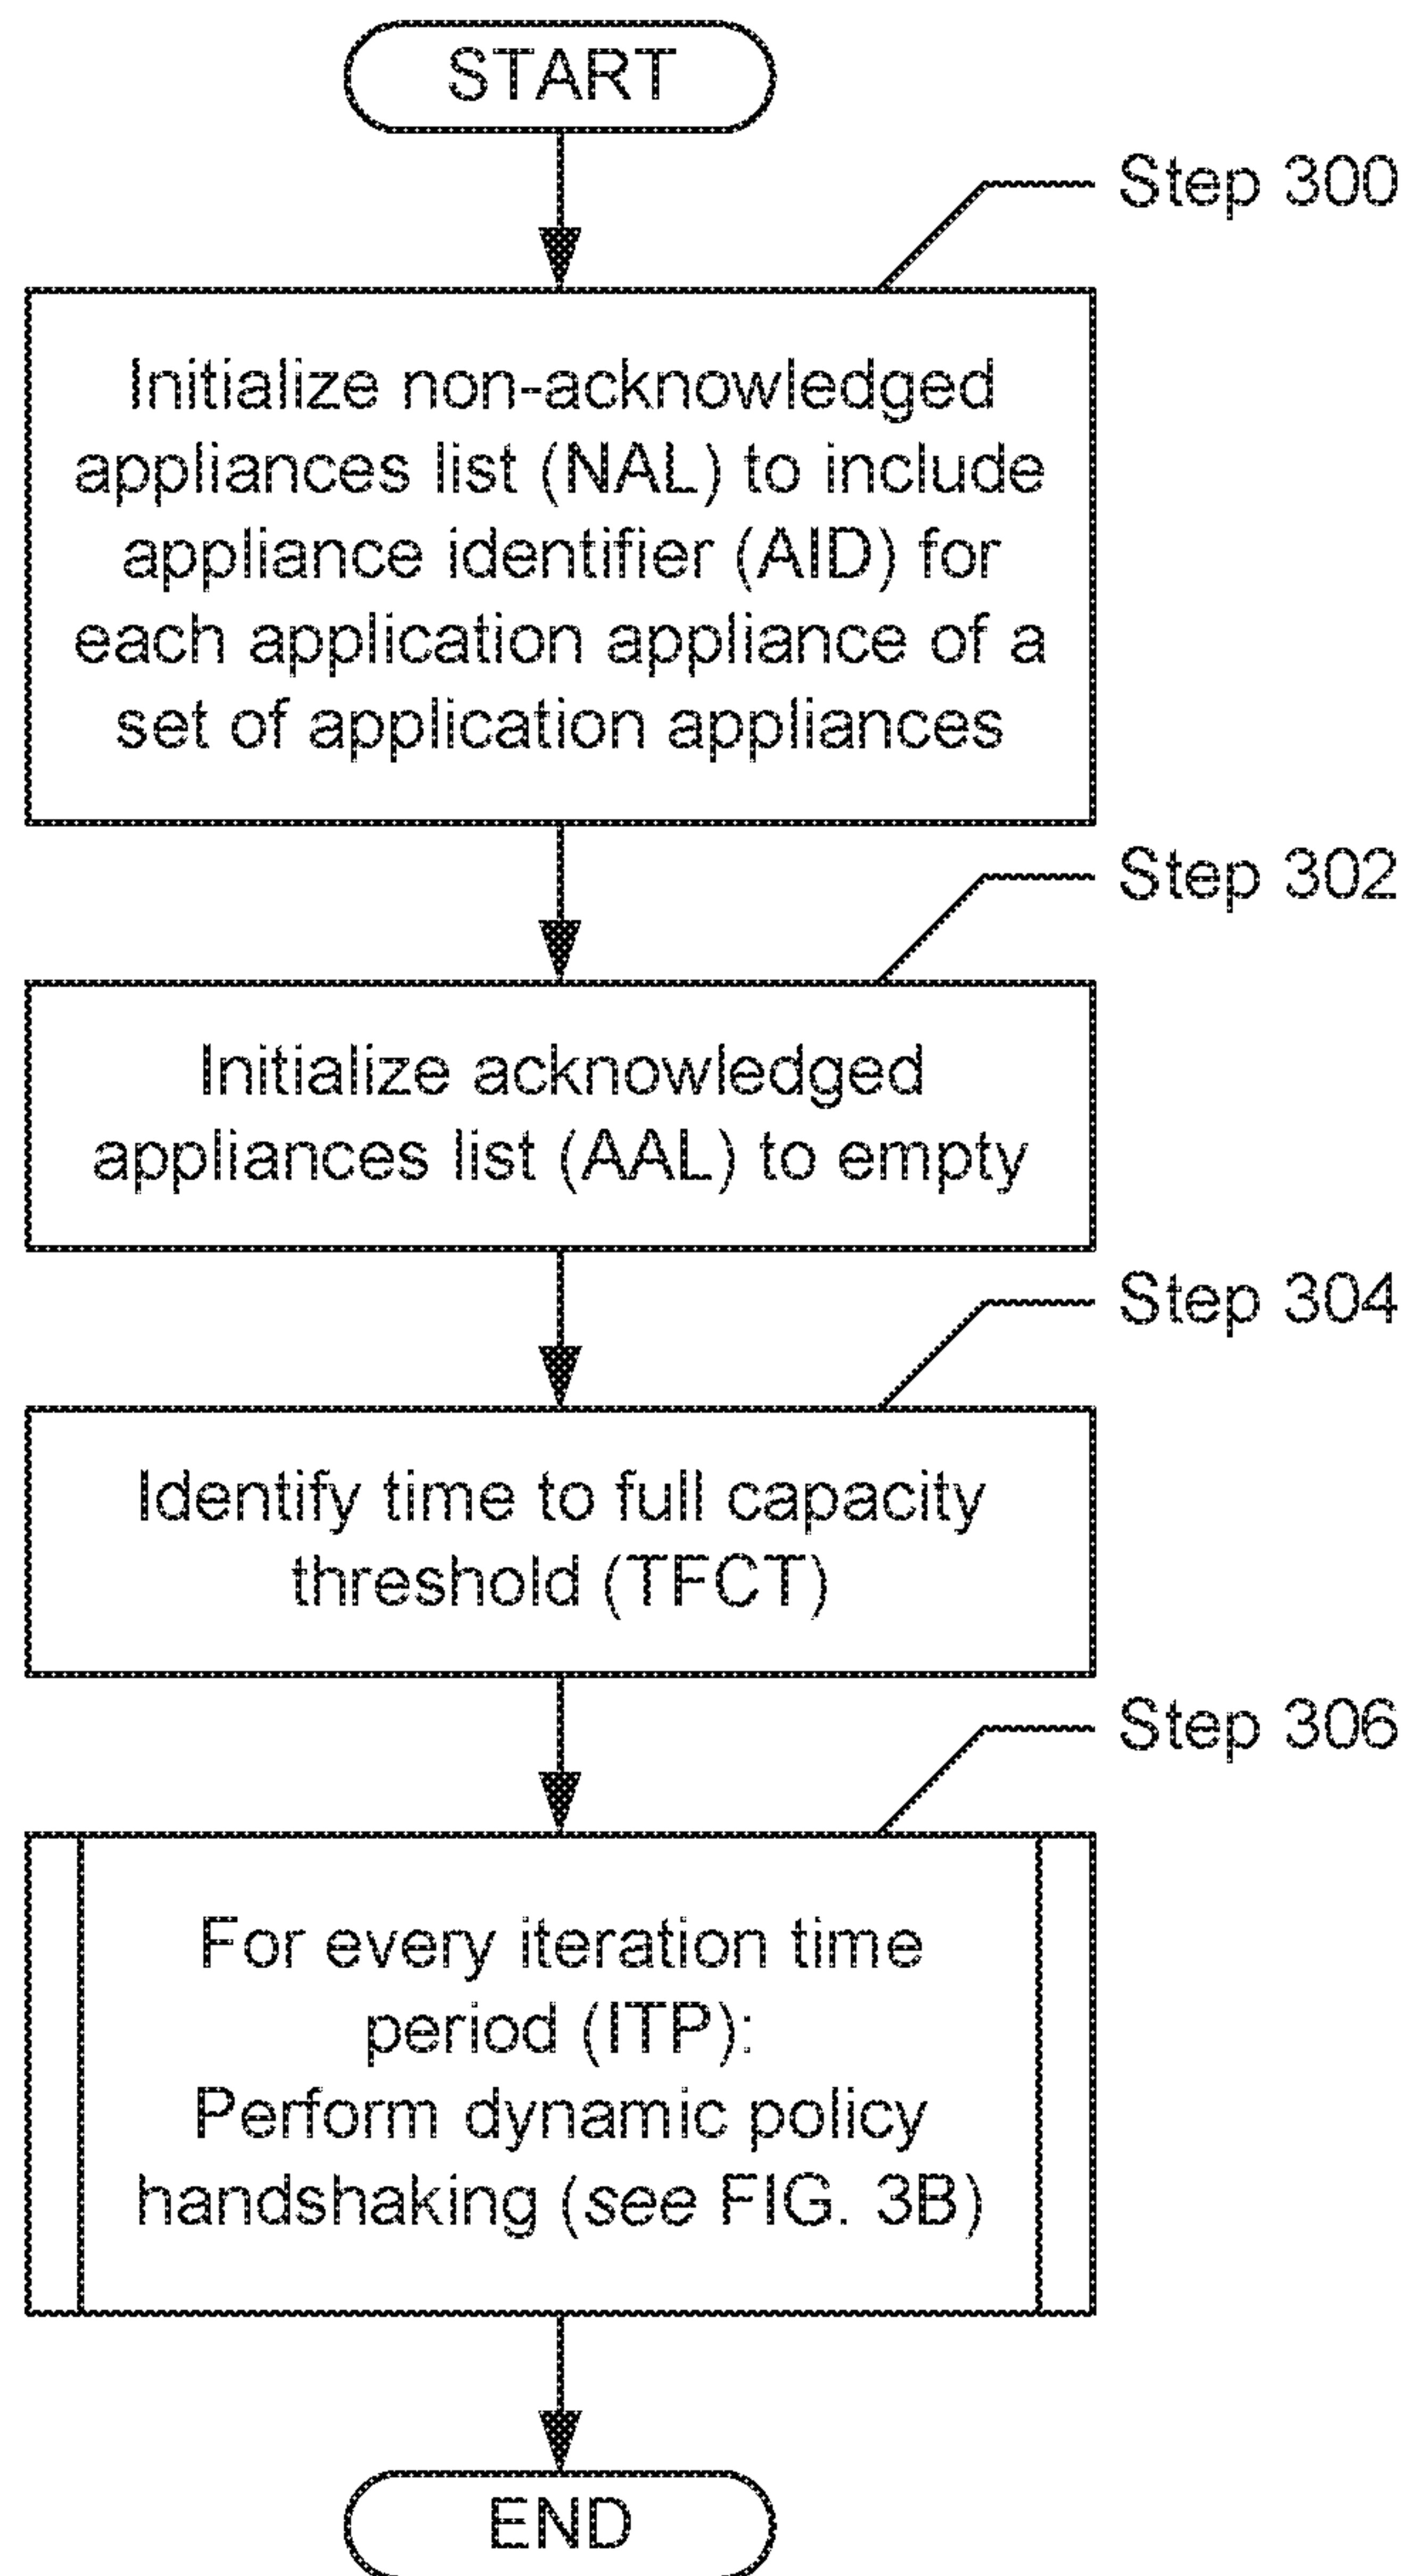 START
Step 300
Initialize non-acknowledged
appliances list (NAL) to include
appliance identifier (AID) for
each application appliance of a
set of application appliances
Step 302
Initialize acknowledged
appliances list (AAL) to empty
Step 304
Identify time to full capacity
threshold (TFCT)
Step 306
For every iteration time
period (ITP):
Perform dynamic policy
handshaking (see FIG. 3B)
END